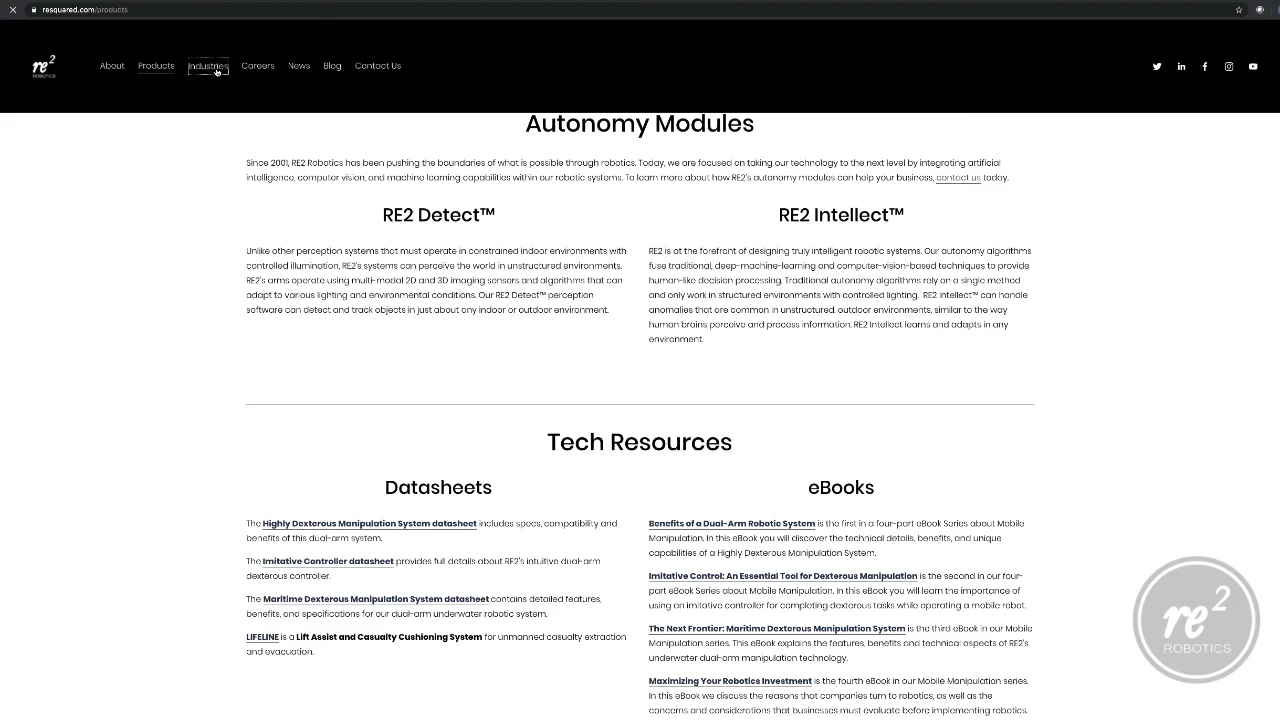 resquared.com/products
re2
ROBOTICS
About Products Industries Careers News Blog Contact Us
Autonomy Modules
Since 2001, RE2 Robotics has been pushing the boundaries of what is possible through robotics. Today, we are focused on taking our technology to the next level by integrating artificial
intelligence, computer vision, and machine learning capabilities within our robotic systems. To learn more about how RE2's autonomy modules can help your business, contact us today.
RE2 Detect™
Unlike other perception systems that must operate in constrained indoor environments with
controlled illumination, RE2's systems can perceive the world in unstructured environments.
RE2's arms operate using multi-modal 2D and 3D imaging sensors and algorithms that can
adapt to various lighting and environmental conditions. Our RE2 Detect™ perception
software can detect and track objects in just about any indoor or outdoor environment.
RE2 Intellect™
RE2 is at the forefront of designing truly intelligent robotic systems. Our autonomy algorithms
fuse traditional, deep-machine-learning and computer-vision-based techniques to provide
human-like decision processing. Traditional autonomy algorithms rely on a single method
and only work in structured environments with controlled lighting. RE2 Intellect™ can handle
anomalies that are common in unstructured, outdoor environments, similar to the way
human brains perceive and process information. RE2 Intellect learns and adapts in any
environment.
Tech Resources
Datasheets
The Highly Dexterous Manipulation System datasheet includes specs, compatibility and
benefits of this dual-arm system.
The Imitative Controller datasheet provides full details about RE2's intuitive dual-arm
dexterous controller.
The Maritime Dexterous Manipulation System datasheet contains detailed features,
benefits, and specifications for our dual-arm underwater robotic system.
LIFELINE is a Lift Assist and Casualty Cushioning System for unmanned casualty extraction
and evacuation.
eBooks
Benefits of a Dual-Arm Robotic System is the first in a four-part eBook Series about Mobile
Manipulation. In this eBook you will discover the technical details, benefits, and unique
capabilities of a Highly Dexterous Manipulation System.
Imitative Control: An Essential Tool for Dexterous Manipulation is the second in our four-
part eBook Series about Mobile Manipulation. In this eBook you will learn the importance of
using an imitative controller for completing dexterous tasks while operating a mobile robot.
The Next Frontier: Maritime Dexterous Manipulation System is the third eBook in our Mobile
Manipulation series. This eBook explains the features, benefits and technical aspects of RE2's
underwater dual-arm manipulation technology.
Maximizing Your Robotics Investment is the fourth eBook in our Mobile Manipulation series.
In this eBook we discuss the reasons that companies turn to robotics, as well as the
concerns and considerations that businesses must evaluate before implementing robotics.
re2
ROBOTICS